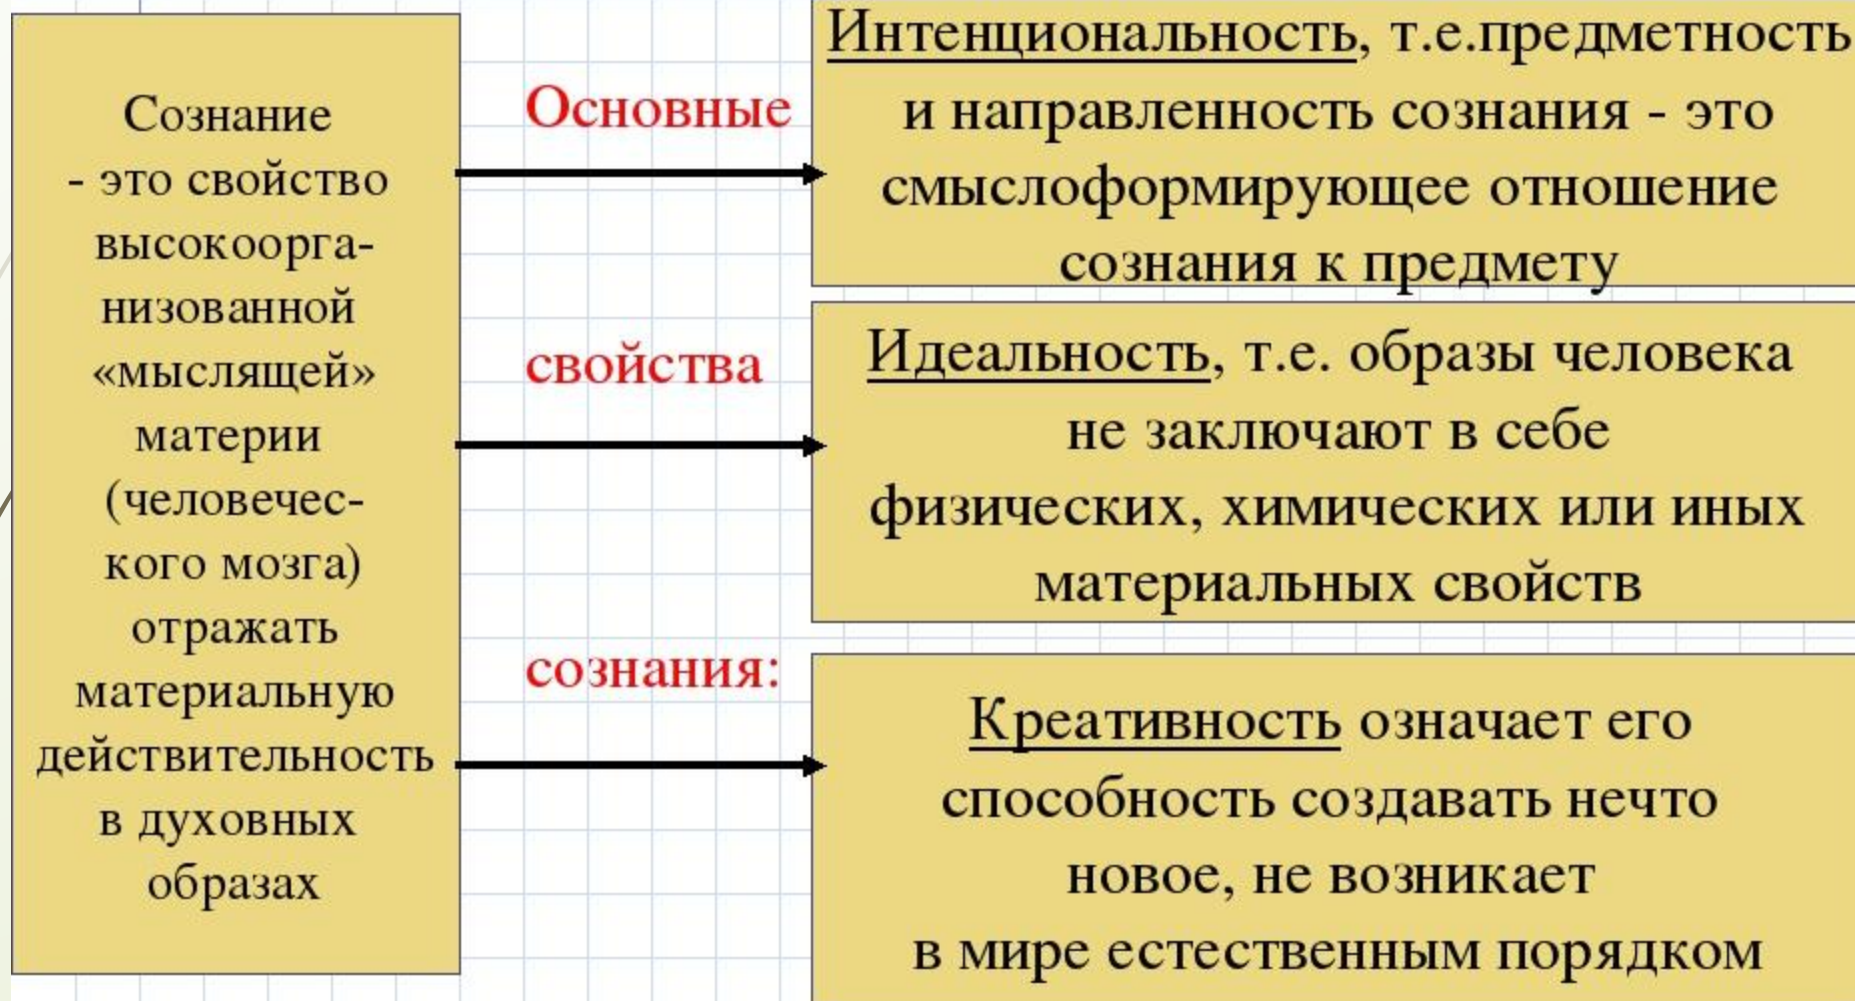 Сознание
- это свойство
высокоорга-
низованной
«мыслящей»
материи
(человечес-
кого мозга)
отражать
материальную
действительность
в духовных
образах
Основные
свойства
сознания:
Интенциональность, т.е.предметность
и направленность сознания - это
смыслоформирующее отношение
сознания к предмету
Идеальность, т.е. образы человека
не заключают в себе
физических, химических или иных
материальных свойств
Креативность означает его
способность создавать нечто
новое, не возникает
в мире естественным порядком